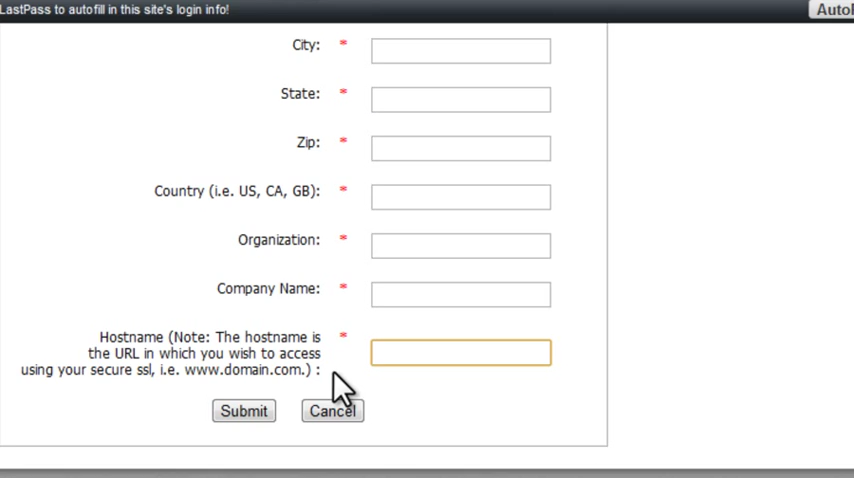 LastPass to autofill in this site's login info!
City: *
State: *
Zip: *
Country (i.e. US, CA, GB): *
Organization: *
Company Name: *
Hostname (Note: The hostname is *
the URL in which you wish to access
using your secure ssl, i.e. www.domain.com.) :
Submit Cancel